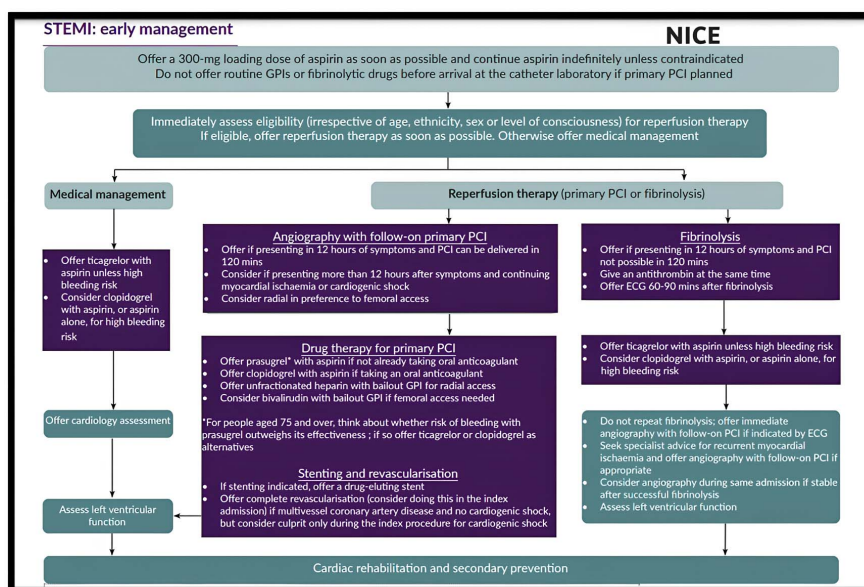 STEMI: early management
NICE
Offer a 300-mg loading dose of aspirin as soon as possible and continue aspirin indefinitely unless contraindicated
Do not offer routine GPIs or fibrinolytic drugs before arrival at the catheter laboratory if primary PCI planned
Immediately assess eligibility (irrespective of age, ethnicity, sex or level of consciousness) for reperfusion therapy
If eligible, offer reperfusion therapy as soon as possible. Otherwise offer medical management
Medical management
• Offer ticagrelor with
aspirin unless high
bleeding risk
• Consider clopidogrel
with aspirin, or aspirin
alone, for high bleeding
risk
Offer cardiology assessment
Assess left ventricular
function
Reperfusion therapy (primary PCI or fibrinolysis)
Angiography with follow-on primary PCI
• Offer if presenting in 12 hours of symptoms and PCI can be delivered in
120 mins
• Consider if presenting more than 12 hours after symptoms and continuing
myocardial ischaemia or cardiogenic shock
• Consider radial in preference to femoral access
Drug therapy for primary PCI
• Offer prasugrel* with aspirin if not already taking oral anticoagulant
• Offer clopidogrel with aspirin if taking an oral anticoagulant
• Offer unfractionated heparin with bailout GPI for radial access
• Consider bivalirudin with bailout GPI if femoral access needed
*For people aged 75 and over, think about whether risk of bleeding with
prasugrel outweighs its effectiveness ; if so offer ticagrelor or clopidogrel as
alternatives
Stenting and revascularisation
• If stenting indicated, offer a drug-eluting stent
• Offer complete revascularisation (consider doing this in the index
admission) if multivessel coronary artery disease and no cardiogenic shock,
but consider culprit only during the index procedure for cardiogenic shock
Fibrinolysis
• Offer if presenting in 12 hours of symptoms and PCI
not possible in 120 mins
• Give an antithrombin at the same time
• Offer ECG 60-90 mins after fibrinolysis
• Offer ticagrelor with aspirin unless high bleeding risk
• Consider clopidogrel with aspirin, or aspirin alone, for
high bleeding risk
• Do not repeat fibrinolysis; offer immediate
angiography with follow-on PCI if indicated by ECG
• Seek specialist advice for recurrent myocardial
ischaemia and offer angiography with follow-on PCI if
appropriate
• Consider angiography during same admission if stable
after successful fibrinolysis
• Assess left ventricular function
Cardiac rehabilitation and secondary prevention